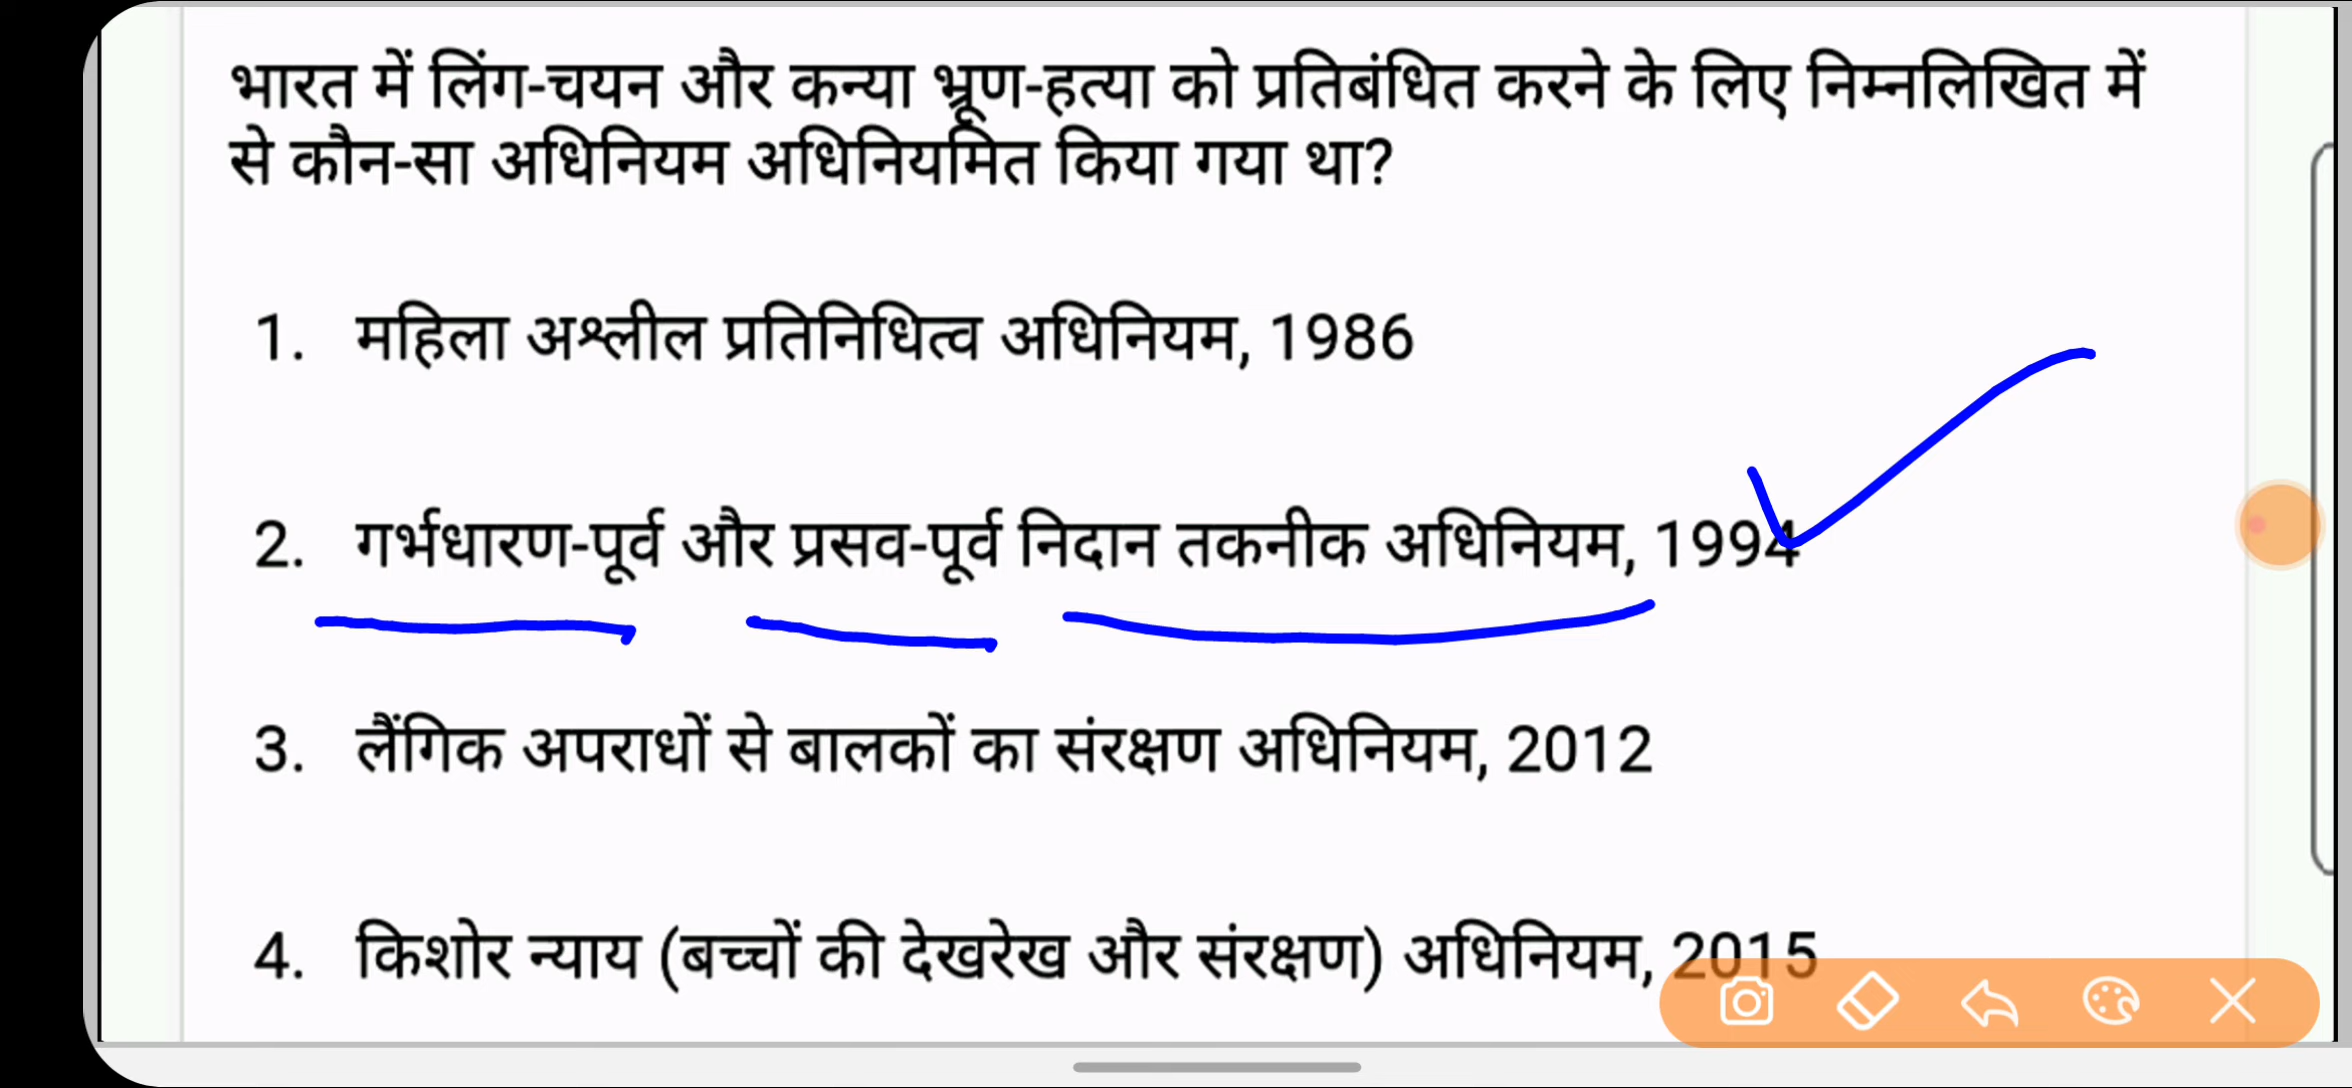 भारत में लिंग-चयन और कन्या भ्रूण-हत्या को प्रतिबंधित करने के लिए निम्नलिखित में
से कौन-सा अधिनियम अधिनियमित किया गया था?
1. महिला अश्लील प्रतिनिधित्व अधिनियम, 1986
2. गर्भधारण-पूर्व और प्रसव-पूर्व निदान तकनीक अधिनियम, 1994
3. लैंगिक अपराधों से बालकों का संरक्षण अधिनियम, 2012
4. किशोर न्याय (बच्चों की देखरेख और संरक्षण) अधिनियम, 2015